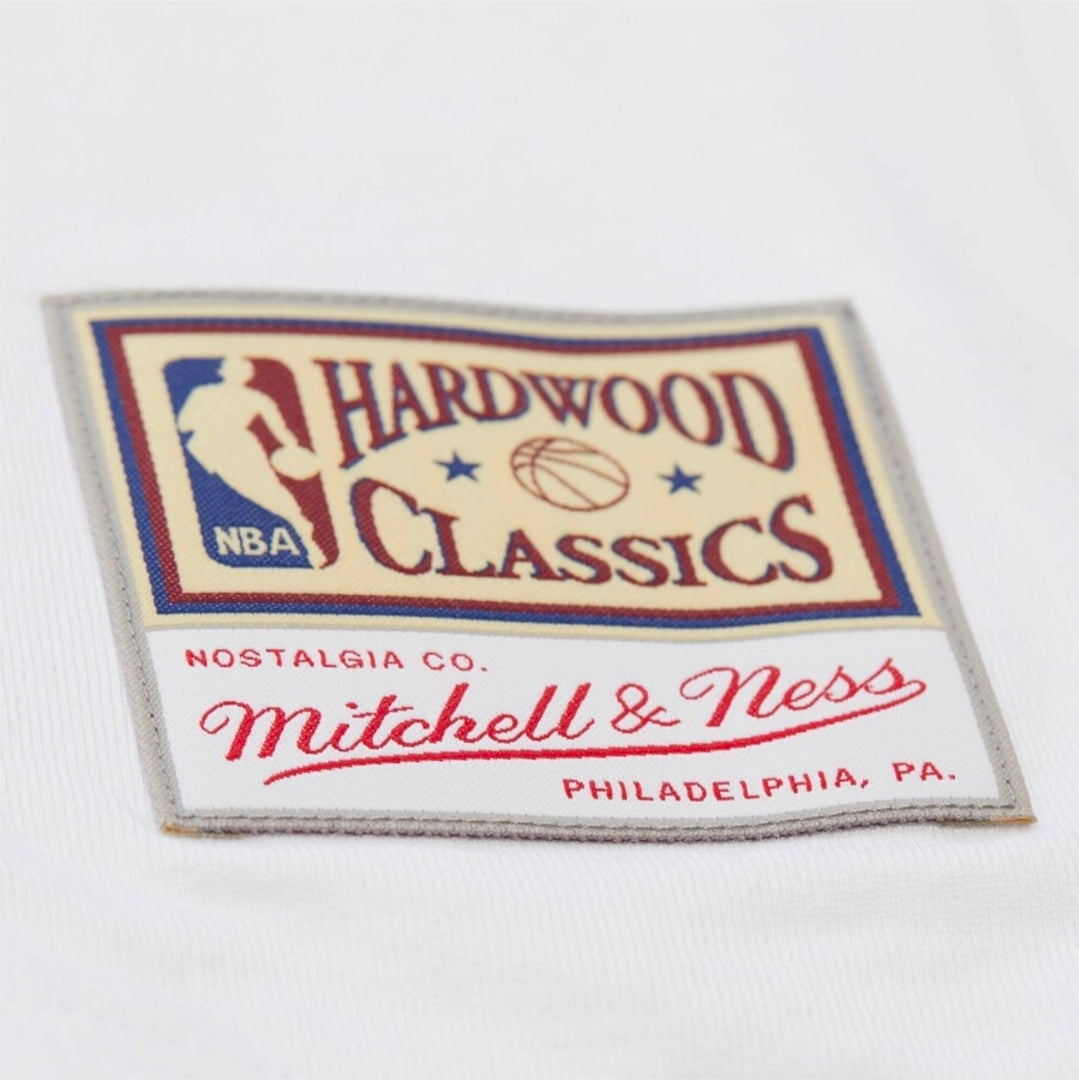 HARDWOOD
CLASSICS
NBA
NOSTALGIA CO.
Mitchell & Ness
PHILADELPHIA, PA.